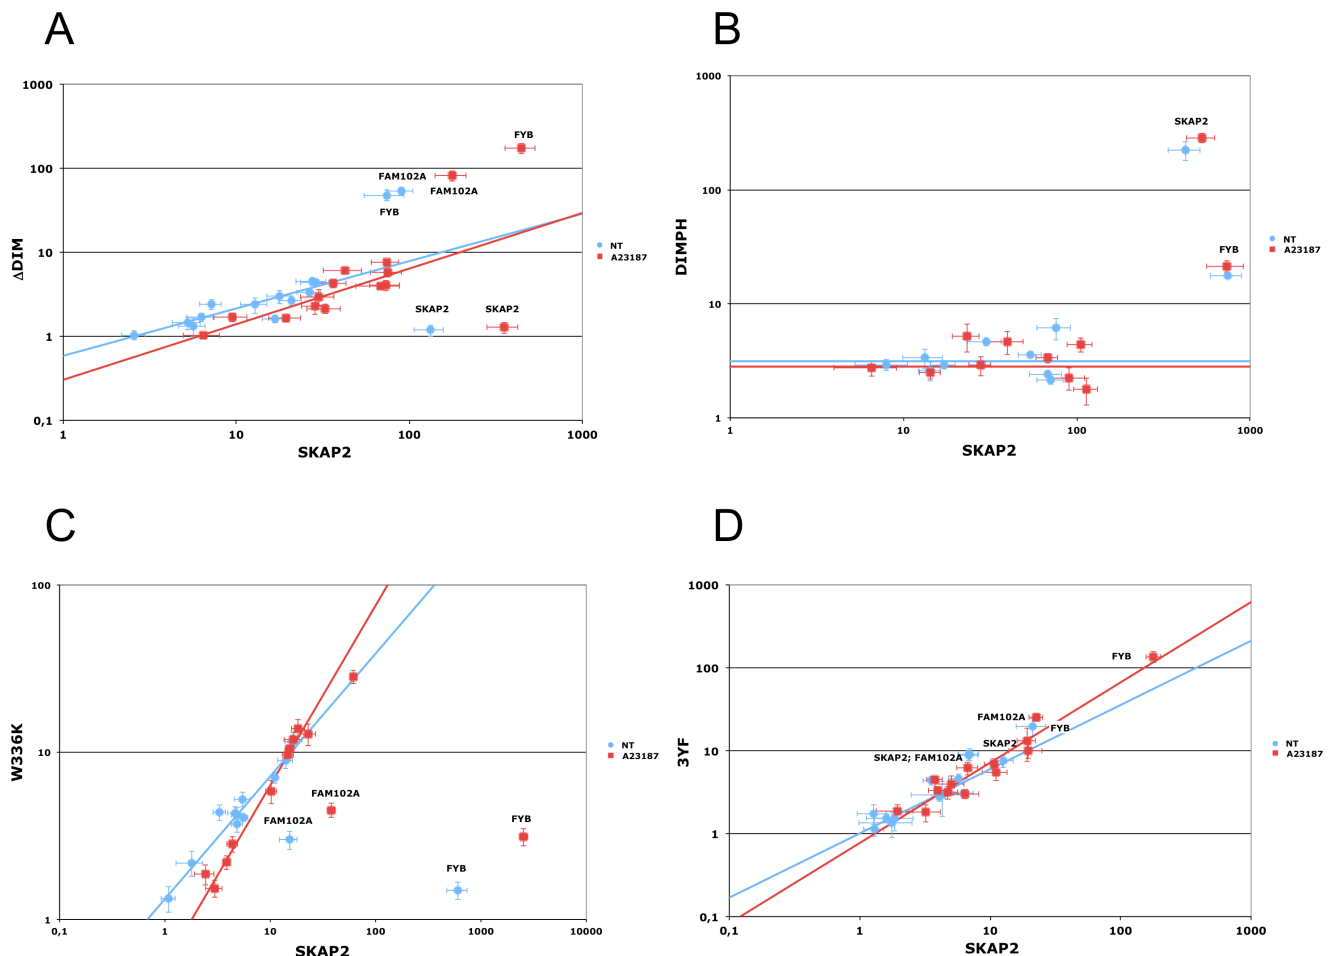 A
1000
100
10
1
0,1
ΔDIM
FYB
FAM102A
FAM102A
FYB
SKAP2
SKAP2
NT
A23187
1
10
100
1000
SKAP2
B
1000
100
10
1
DIMPH
SKAP2
FYB
NT
A23187
1
10
100
1000
SKAP2
C
100
10
1
W336K
FAM102A
FAM102A
FYB
FYB
NT
A23187
0,1
1
10
100
1000
10000
SKAP2
D
1000
100
10
1
0,1
3YF
FYB
FAM102A
FYB
SKAP2
SKAP2; FAM102A
NT
A23187
0,1
1
10
100
1000
SKAP2